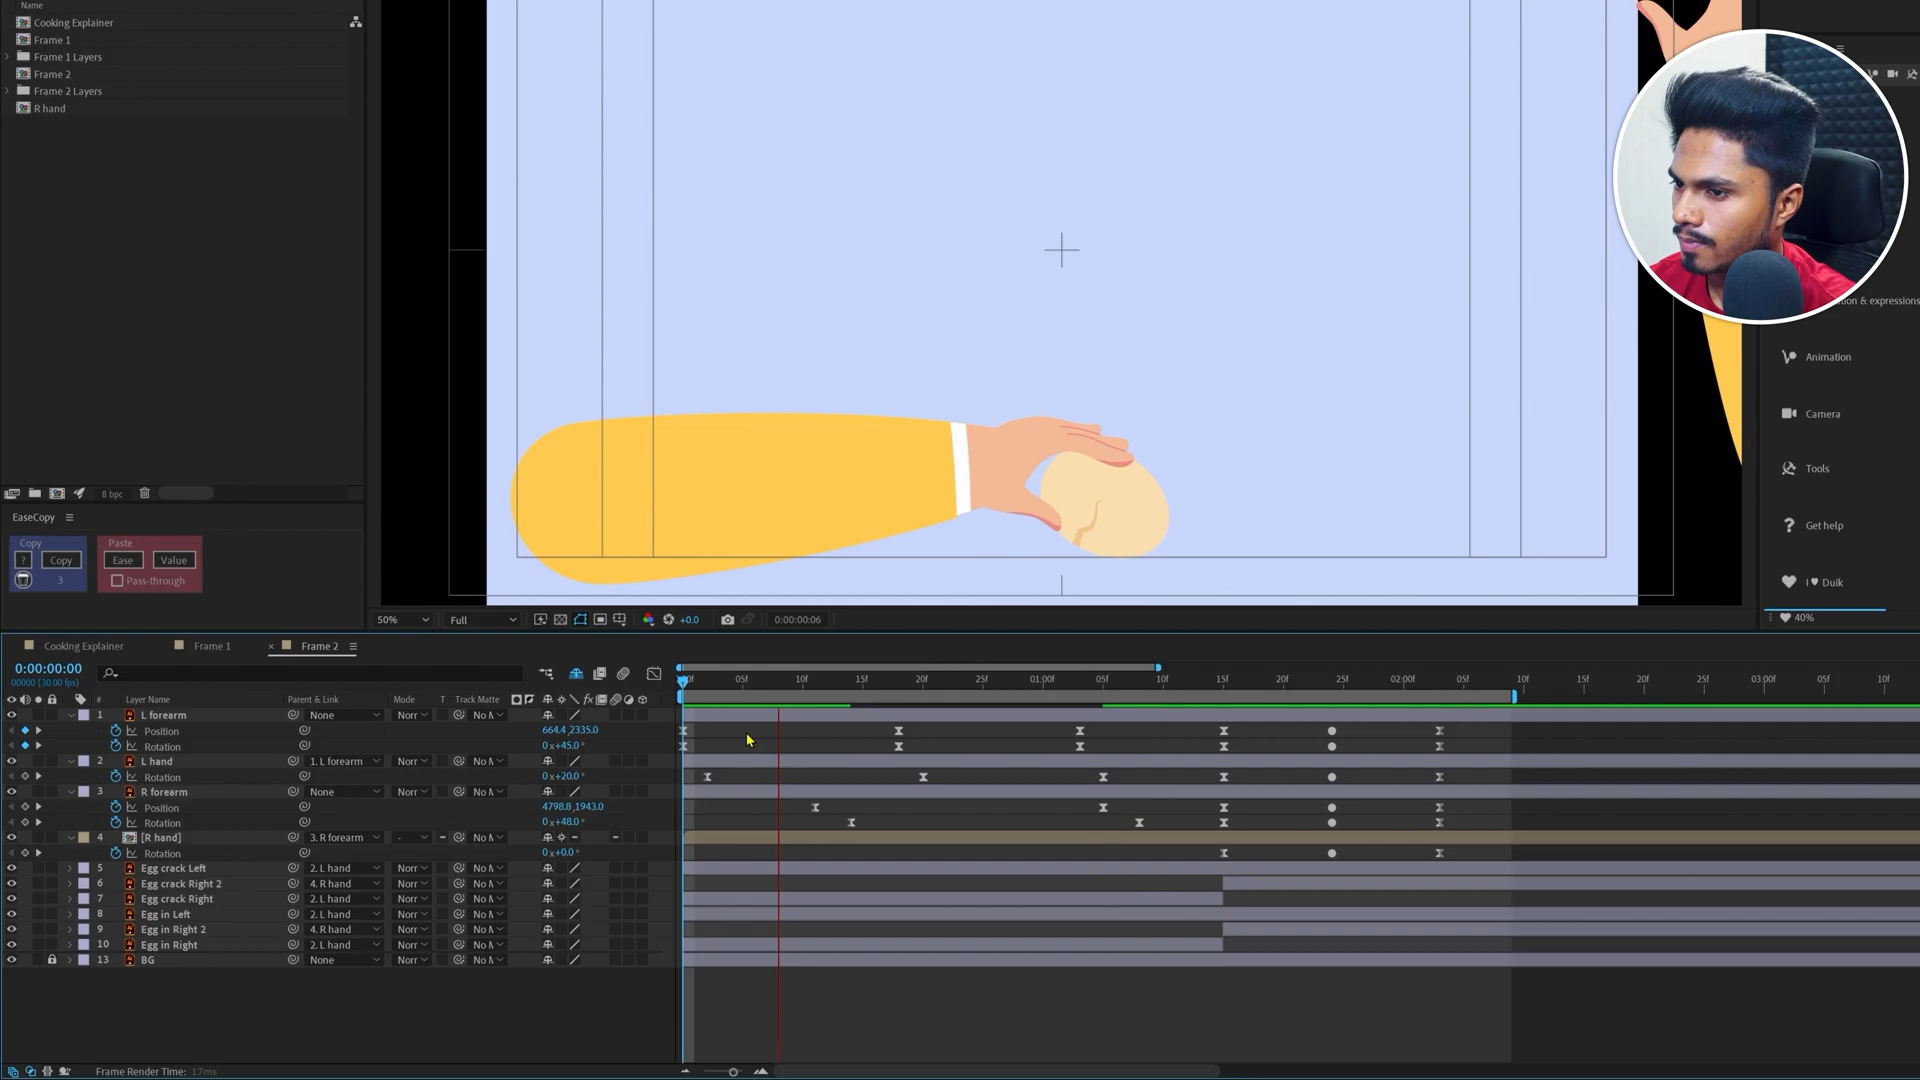 Name
Cooking Explainer
Frame 1
Frame 1 Layers
Frame 2
Frame 2 Layers
R hand
8 bpc
EaseCopy
Copy
Paste
? Copy
Ease Value
3
Pass-through
tion & expressions
Animation
Camera
Tools
? Get help
I ♥ Duik
40%
50% Full +0.0 0:00:00:06
Cooking Explainer
Frame 1
× Frame 2
0:00:00:00
00000 (30.00 fps)
:00f 05f 10f 15f 20f 25f 01:00f 05f 10f 15f 20f 25f 02:00f 05f 10f 15f 20f 25f 03:00f 05f 10f
# Layer Name Parent & Link Mode T Track Matte fx
1 L forearm None Norr No M
Position 664.4,2335.0
Rotation 0x+45.0°
2 L hand 1. L forearm Norr No M
Rotation 0x+20.0°
3 R forearm None Norr No M
Position 4798.8,1943.0
Rotation 0x+48.0°
4 [R hand] 3. R forearm - No M
Rotation 0x+0.0°
5 Egg crack Left 2. L hand Norr No M
6 Egg crack Right 2 4. R hand Norr No M
7 Egg crack Right 2. L hand Norr No M
8 Egg in Left 2. L hand Norr No M
9 Egg in Right 2 4. R hand Norr No M
10 Egg in Right 2. L hand Norr No M
13 BG None Norr No M
Frame Render Time: 17ms